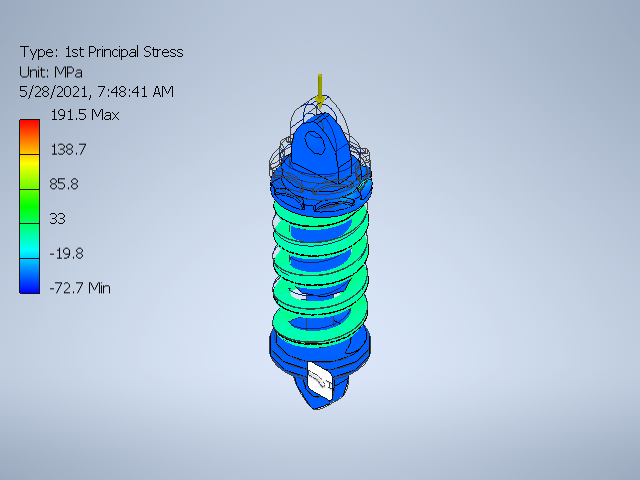 Type: 1st Principal Stress
Unit: MPa
5/28/2021, 7:48:41 AM
191.5 Max
138.7
85.8
33
-19.8
-72.7 Min